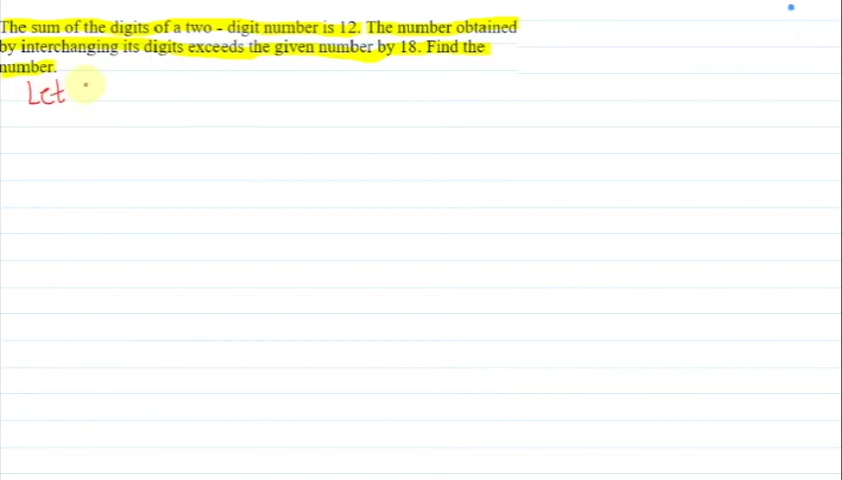 The sum of the digits of a two - digit number is 12. The number obtained
by interchanging its digits exceeds the given number by 18. Find the
number.
Let